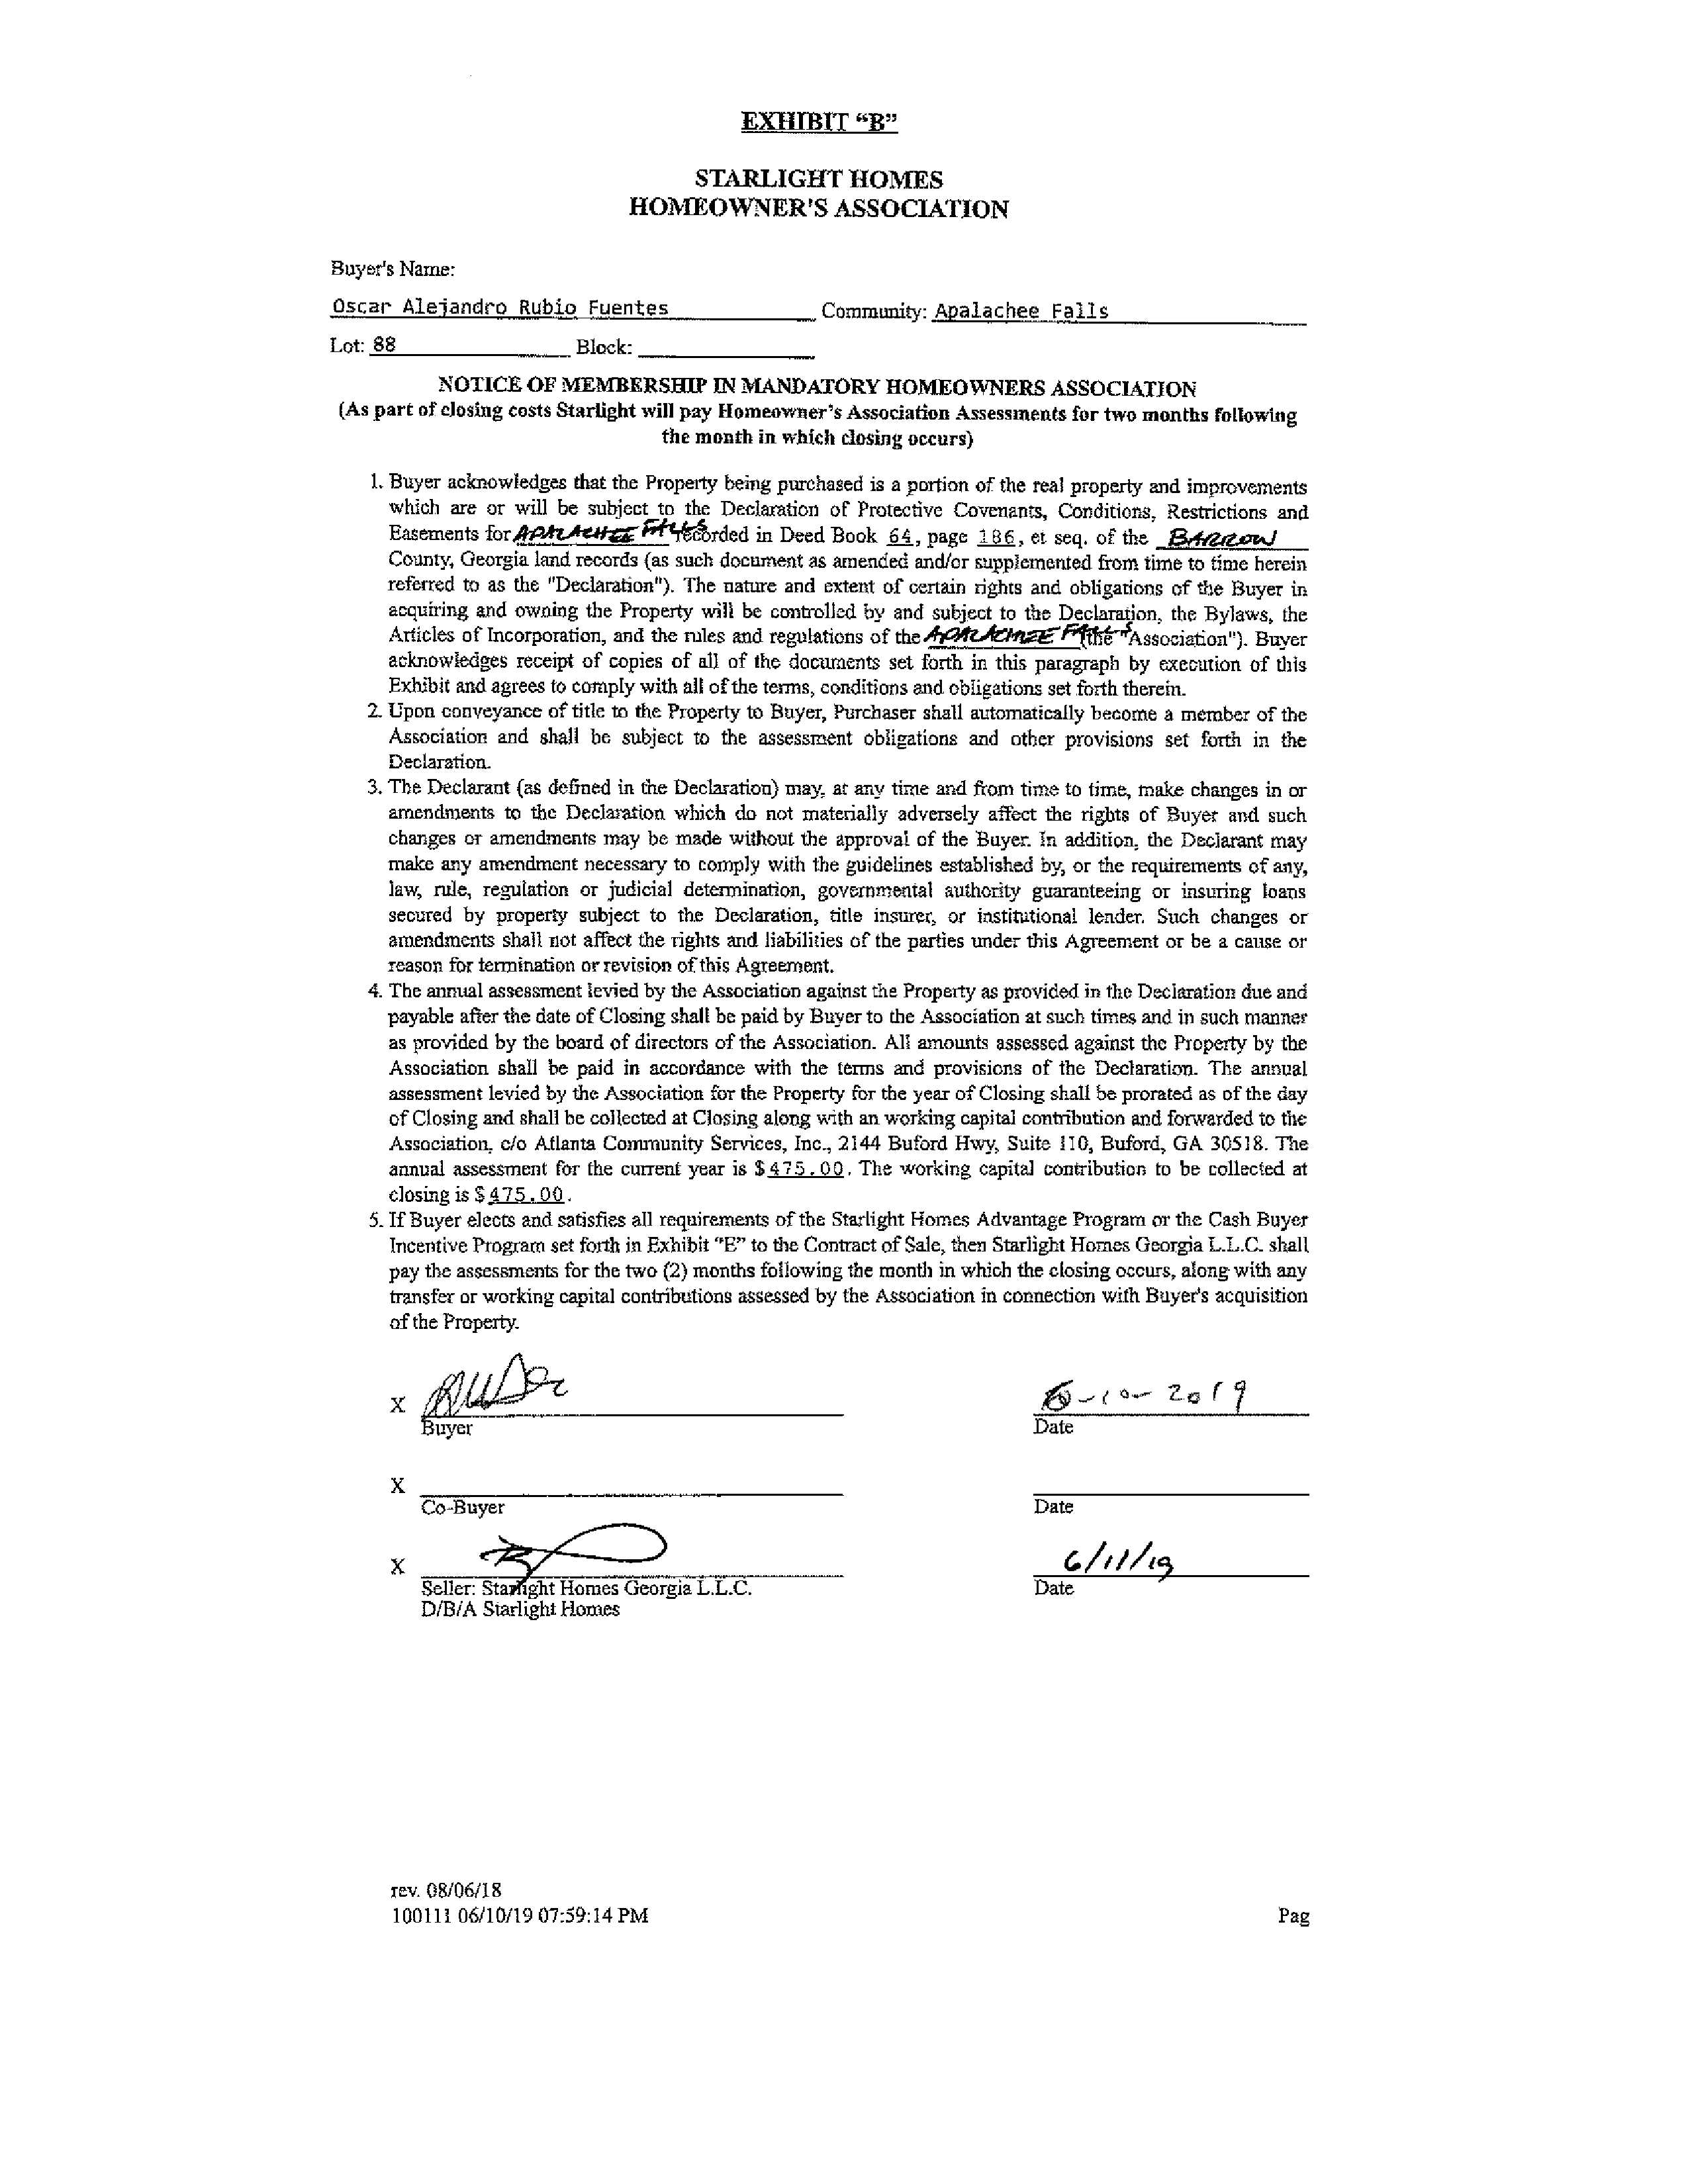 EXHIBIT “B”
STARLIGHT HOMES
HOMEOWNER'S ASSOCIATION
Buyer's Name:
Oscar Alejandro Rubio Fuentes Community: Apalachee Falls
Lot: 88 Block:
NOTICE OF MEMBERSHIP IN MANDATORY HOMEOWNERS ASSOCIATION
(As part of closing costs Starlight will pay Homeowner’s Association Assessments for two months following
the month in which closing occurs)
1. Buyer acknowledges that the Property being purchased is a portion of the real property and improvements
which are or will be subject to the Declaration of Protective Covenants, Conditions, Restrictions and
Easements for APALACHEE FALLS recorded in Deed Book 64, page 186, et seq. of the BARROW
County, Georgia land records (as such document as amended and/or supplemented from time to time herein
referred to as the "Declaration"). The nature and extent of certain rights and obligations of the Buyer in
acquiring and owning the Property will be controlled by and subject to the Declaration, the Bylaws, the
Articles of Incorporation, and the rules and regulations of the APALACHEE FALLS (the "Association"). Buyer
acknowledges receipt of copies of all of the documents set forth in this paragraph by execution of this
Exhibit and agrees to comply with all of the terms, conditions and obligations set forth therein.
2. Upon conveyance of title to the Property to Buyer, Purchaser shall automatically become a member of the
Association and shall be subject to the assessment obligations and other provisions set forth in the
Declaration.
3. The Declarant (as defined in the Declaration) may, at any time and from time to time, make changes in or
amendments to the Declaration which do not materially adversely affect the rights of Buyer and such
changes or amendments may be made without the approval of the Buyer. In addition, the Declarant may
make any amendment necessary to comply with the guidelines established by, or the requirements of any,
law, rule, regulation or judicial determination, governmental authority guaranteeing or insuring loans
secured by property subject to the Declaration, title insurer, or institutional lender. Such changes or
amendments shall not affect the rights and liabilities of the parties under this Agreement or be a cause or
reason for termination or revision of this Agreement.
4. The annual assessment levied by the Association against the Property as provided in the Declaration due and
payable after the date of Closing shall be paid by Buyer to the Association at such times and in such manner
as provided by the board of directors of the Association. All amounts assessed against the Property by the
Association shall be paid in accordance with the terms and provisions of the Declaration. The annual
assessment levied by the Association for the Property for the year of Closing shall be prorated as of the day
of Closing and shall be collected at Closing along with an working capital contribution and forwarded to the
Association, c/o Atlanta Community Services, Inc., 2144 Buford Hwy, Suite 110, Buford, GA 30518. The
annual assessment for the current year is $475.00. The working capital contribution to be collected at
closing is $475.00.
5. If Buyer elects and satisfies all requirements of the Starlight Homes Advantage Program or the Cash Buyer
Incentive Program set forth in Exhibit “E” to the Contract of Sale, then Starlight Homes Georgia L.L.C. shall
pay the assessments for the two (2) months following the month in which the closing occurs, along with any
transfer or working capital contributions assessed by the Association in connection with Buyer's acquisition
of the Property.
X 6-10-2019
Buyer Date
X
Co-Buyer Date
X 6/11/19
Seller: Starlight Homes Georgia L.L.C. Date
D/B/A Starlight Homes
rev. 08/06/18
100111 06/10/19 07:59:14 PM Pag